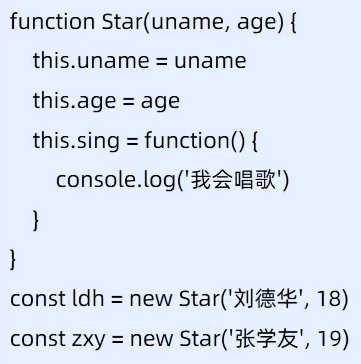 function Star(uname, age) {
this.uname = uname
this.age = age
this.sing = function() {
console.log('我会唱歌')
}
}
const ldh = new Star('刘德华', 18)
const zxy = new Star('张学友', 19)